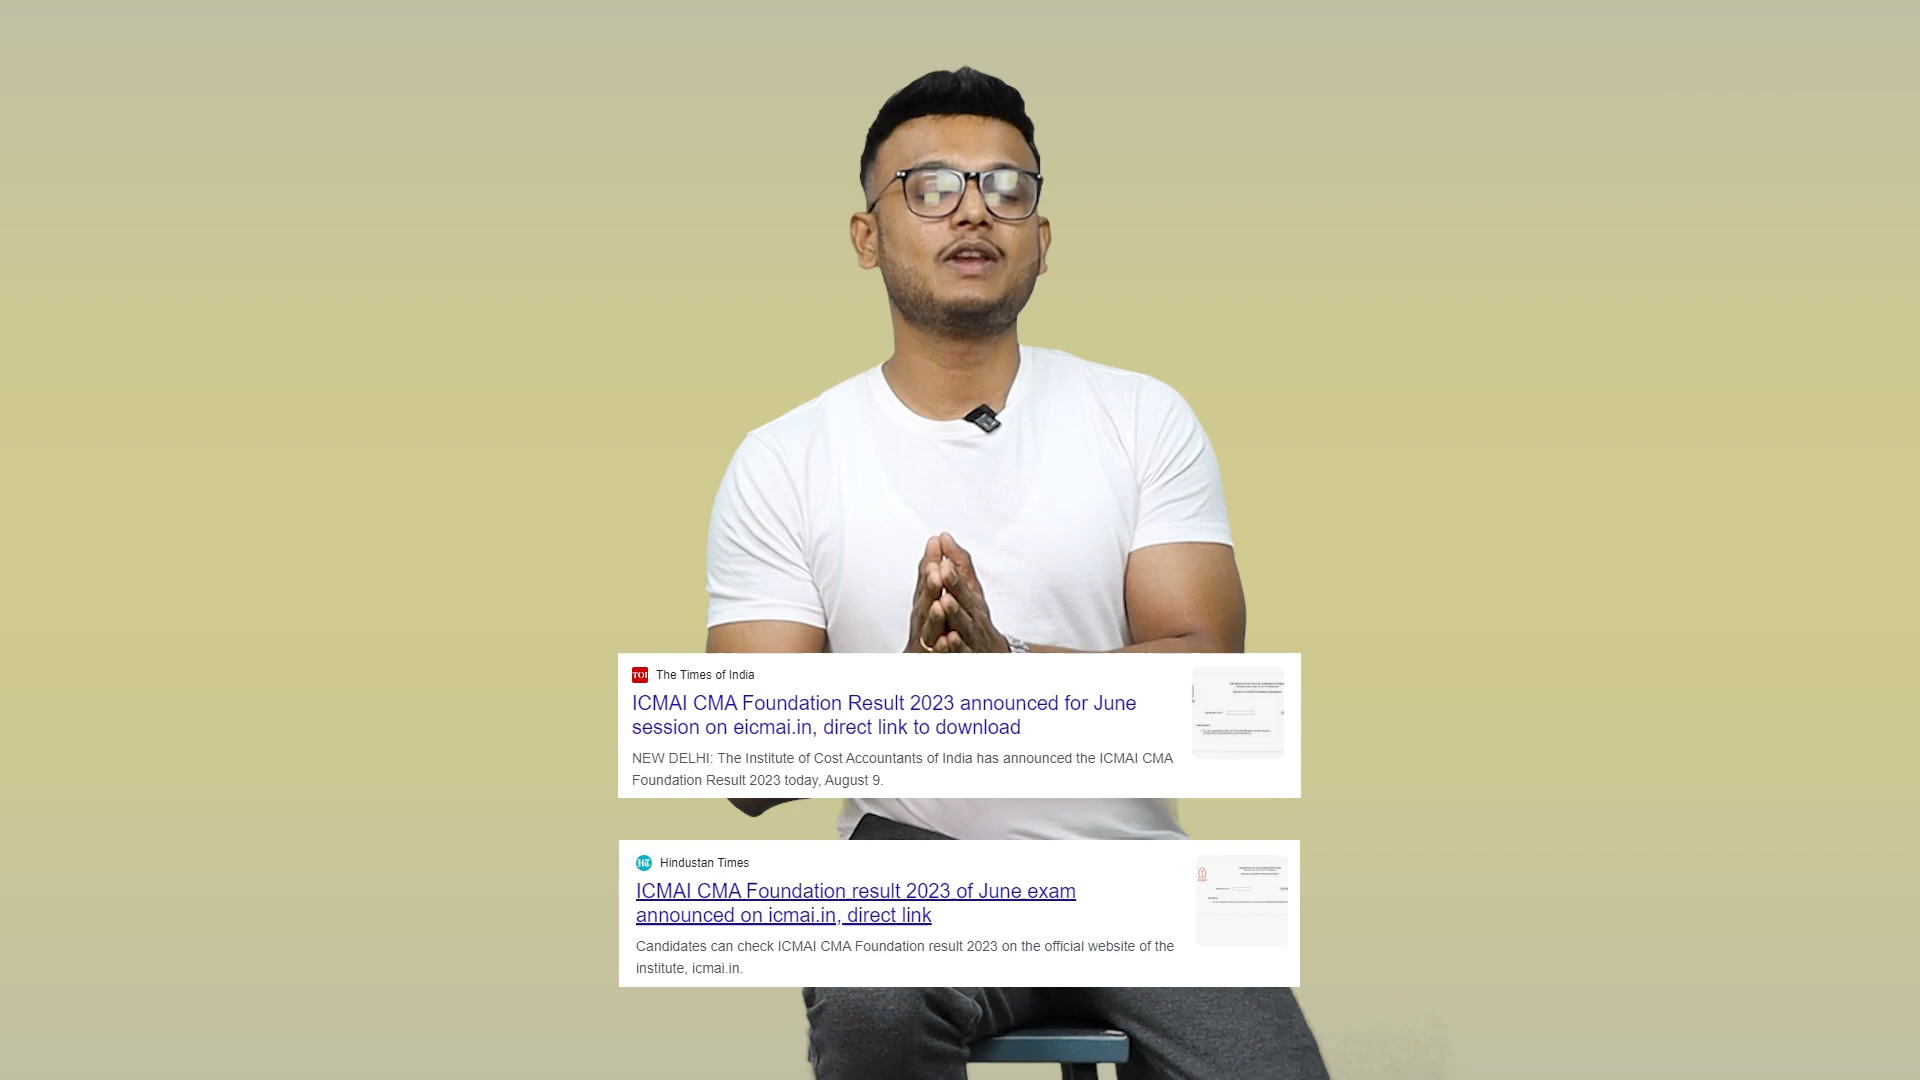 TOI The Times of India
ICMAI CMA Foundation Result 2023 announced for June
session on eicmai.in, direct link to download
NEW DELHI: The Institute of Cost Accountants of India has announced the ICMAI CMA
Foundation Result 2023 today, August 9.
HT Hindustan Times
ICMAI CMA Foundation result 2023 of June exam
announced on icmai.in, direct link
Candidates can check ICMAI CMA Foundation result 2023 on the official website of the
institute, icmai.in.